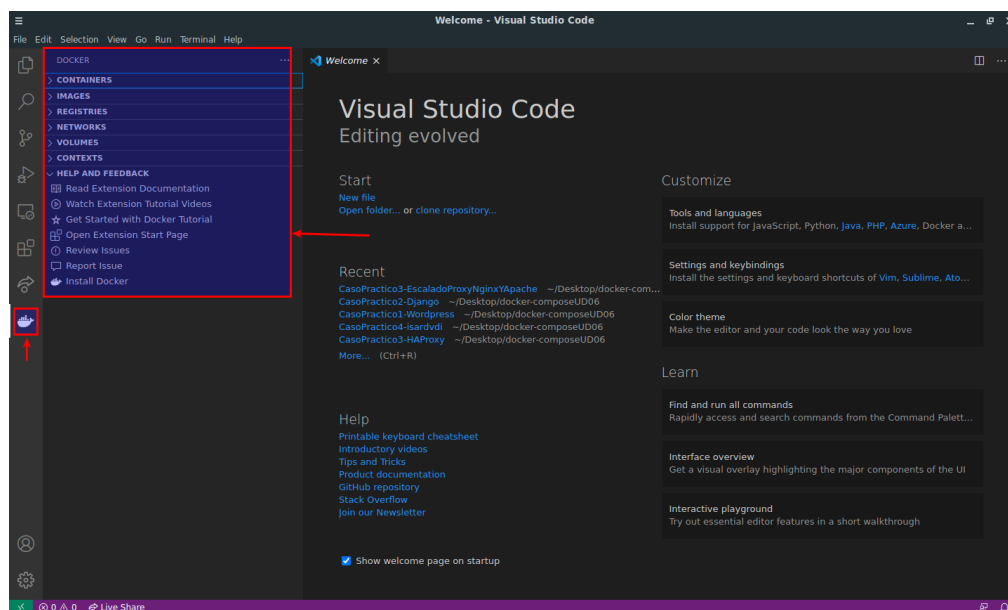 Welcome - Visual Studio Code
File Edit Selection View Go Run Terminal Help
DOCKER
CONTAINERS
IMAGES
REGISTRIES
NETWORKS
VOLUMES
CONTEXTS
HELP AND FEEDBACK
Read Extension Documentation
Watch Extension Tutorial Videos
Get Started with Docker Tutorial
Open Extension Start Page
Review Issues
Report Issue
Install Docker
Welcome
Visual Studio Code
Editing evolved
Start
New file
Open folder... or clone repository...
Recent
CasoPractico3-EscaladoProxyNginxYApache ~/Desktop/docker-com...
CasoPractico2-Django ~/Desktop/docker-composeUD06
CasoPractico1-Wordpress ~/Desktop/docker-composeUD06
CasoPractico4-isardvdi ~/Desktop/docker-composeUD06
CasoPractico3-HAProxy ~/Desktop/docker-composeUD06
More... (Ctrl+R)
Help
Printable keyboard cheatsheet
Introductory videos
Tips and Tricks
Product documentation
GitHub repository
Stack Overflow
Join our Newsletter
Show welcome page on startup
Customize
Tools and languages
Install support for JavaScript, Python, Java, PHP, Azure, Docker a...
Settings and keybindings
Install the settings and keyboard shortcuts of Vim, Sublime, Ato...
Color theme
Make the editor and your code look the way you love
Learn
Find and run all commands
Rapidly access and search commands from the Command Palett...
Interface overview
Get a visual overlay highlighting the major components of the UI
Interactive playground
Try out essential editor features in a short walkthrough
0 0 Live Share